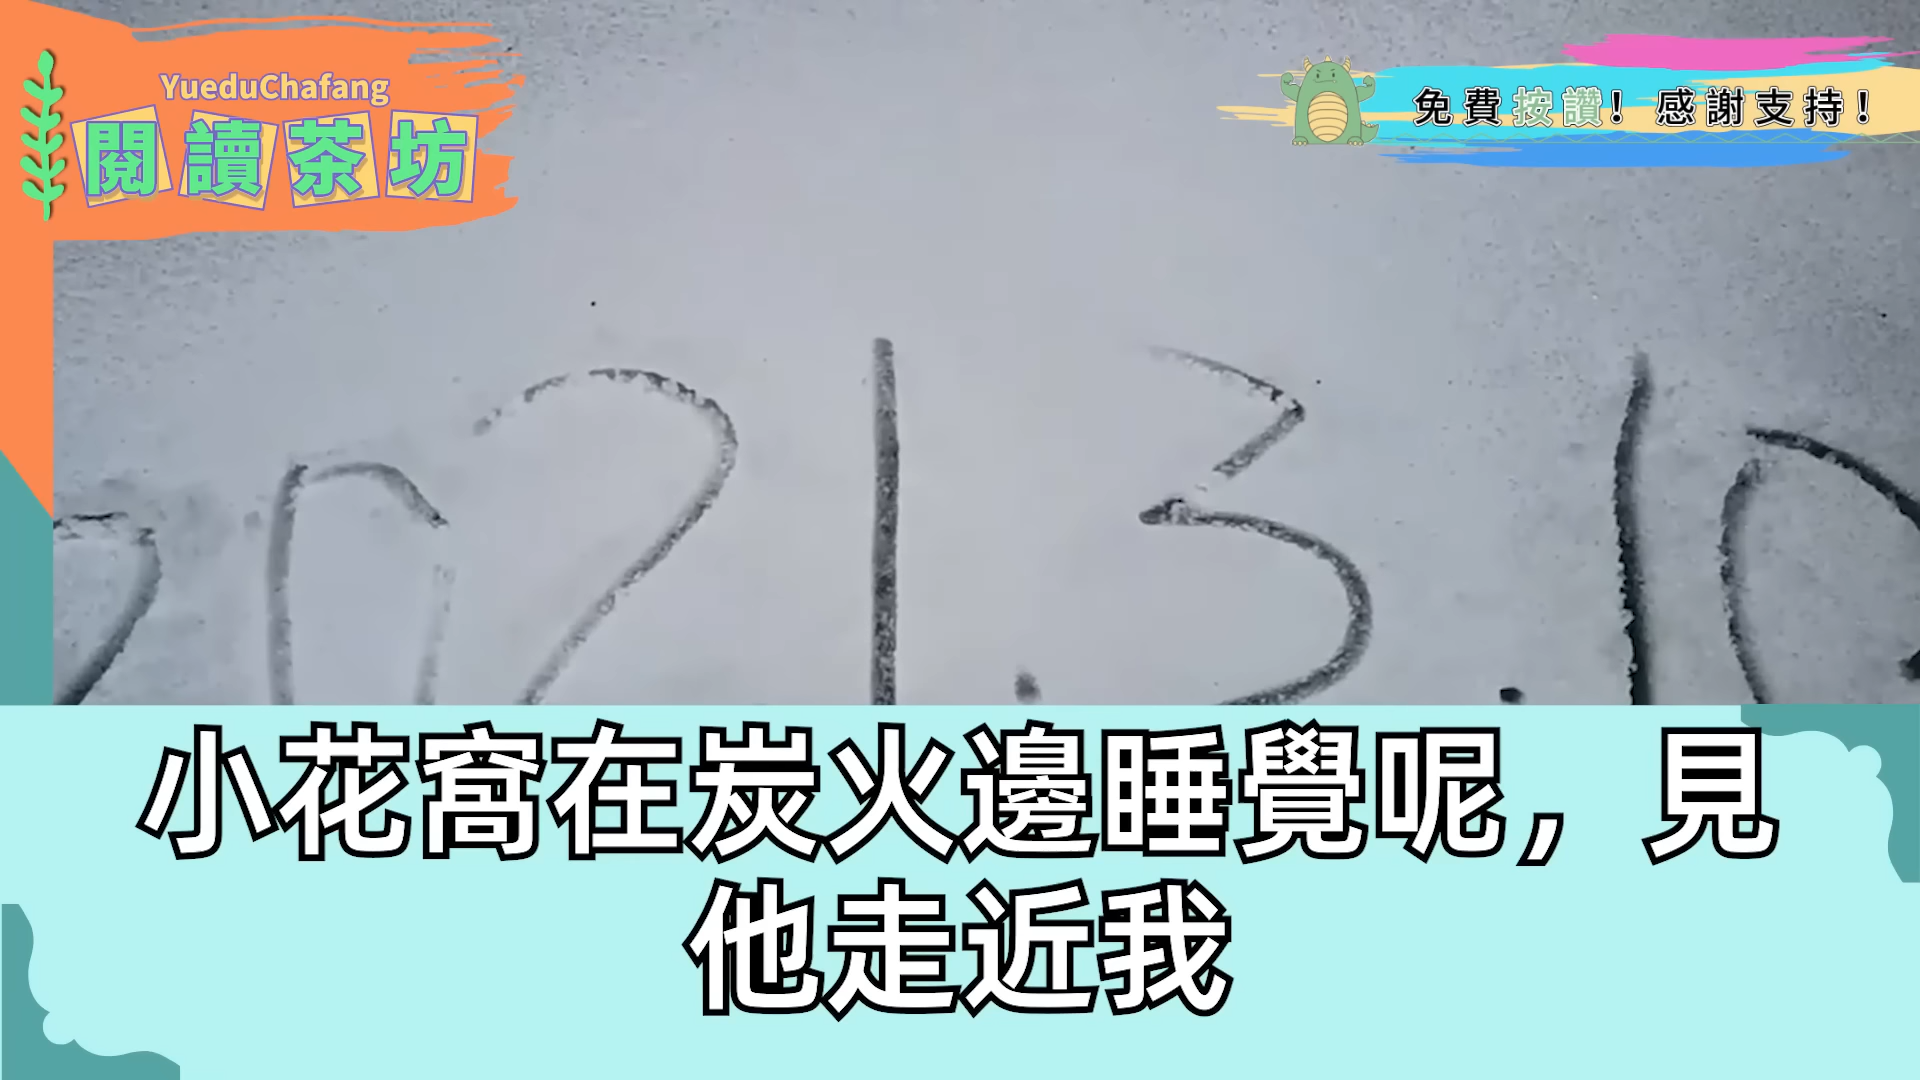 YueduChafang
閱讀茶坊
免費按讚！感謝支持！
2021.3.10
小花窩在炭火邊睡覺呢，見
他走近我